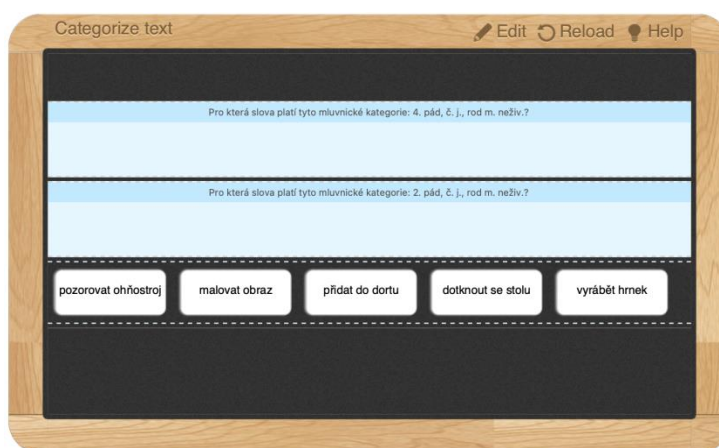 Categorize text
Edit Reload Help
Pro která slova platí tyto mluvnické kategorie: 4. pád, č. j., rod m. neživ.?
Pro která slova platí tyto mluvnické kategorie: 2. pád, č. j., rod m. neživ.?
pozorovat ohňostroj malovat obraz přidat do dortu dotknout se stolu vyrábět hrnek